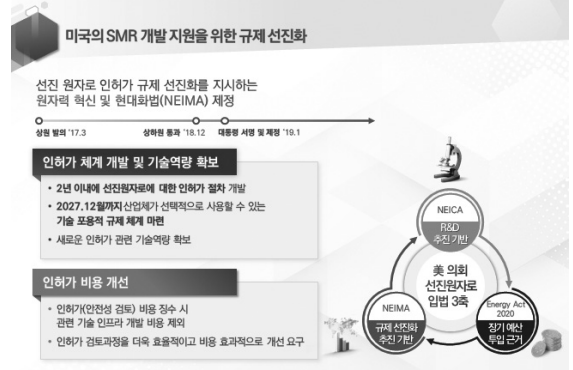 미국의 SMR 개발 지원을 위한 규제 선진화
선진 원자로 인허가 규제 선진화를 지시하는
원자력 혁신 및 현대화법(NEIMA) 제정
상원 발의 '17.3
상하원 통과 '18.12
대통령 서명 및 제정 '19.1
인허가 체계 개발 및 기술역량 확보
• 2년 이내에 선진원자로에 대한 인허가 절차 개발
• 2027.12월까지 산업체가 선택적으로 사용할 수 있는
기술 포용적 규제 체계 마련
• 새로운 인허가 관련 기술역량 확보
인허가 비용 개선
• 인허가(안전성 검토) 비용 징수 시
관련 기술 인프라 개발 비용 제외
• 인허가 검토과정을 더욱 효율적이고 비용 효과적으로 개선 요구
NEICA
R&D
추진 기반
美 의회
선진원자로
입법 3축
NEIMA
규제 선진화
추진 기반
Energy Act
2020
장기 예산
투입 근거